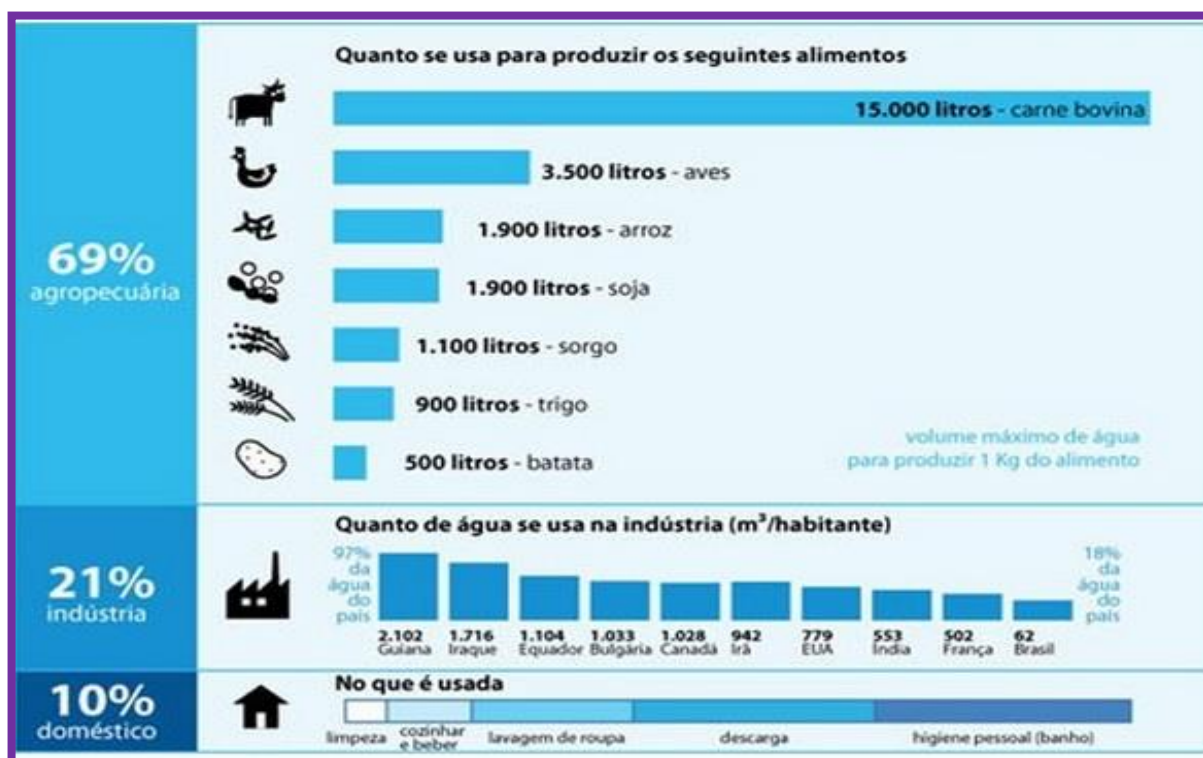 Quanto se usa para produzir os seguintes alimentos
15.000 litros - carne bovina
3.500 litros - aves
1.900 litros - arroz
69%
agropecuária
1.900 litros - soja
1.100 litros - sorgo
900 litros - trigo
500 litros - batata
volume máximo de água
para produzir 1 Kg do alimento
21%
indústria
Quanto de água se usa na indústria (m³/habitante)
97%
da
água
do
país
2.102
Guiana
1.716
Iraque
1.104
Equador
1.033
Bulgária
1.028
Canadá
942
Irã
779
EUA
553
Índia
502
França
62
Brasil
18%
da
água
do
país
10%
doméstico
No que é usada
limpeza
cozinhar
e beber
lavagem de roupa
descarga
higiene pessoal (banho)